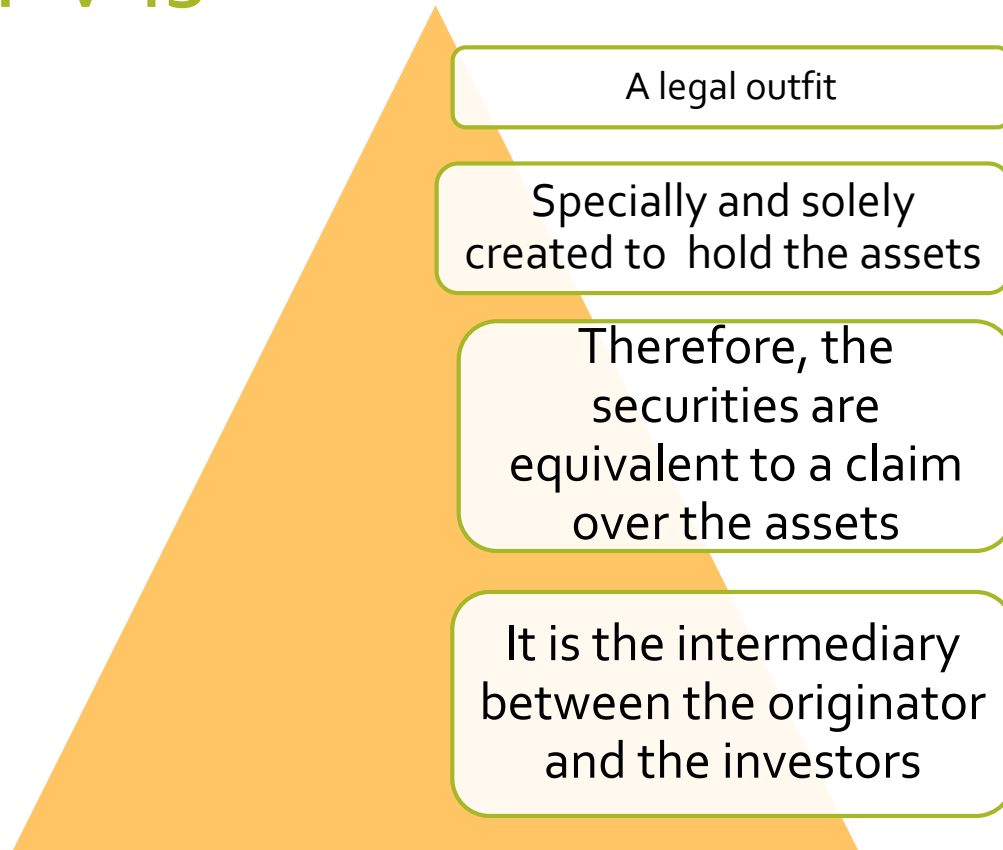 A legal outfit
Specially and solely
created to hold the assets
Therefore, the
securities are
equivalent to a claim
over the assets
It is the intermediary
between the originator
and the investors